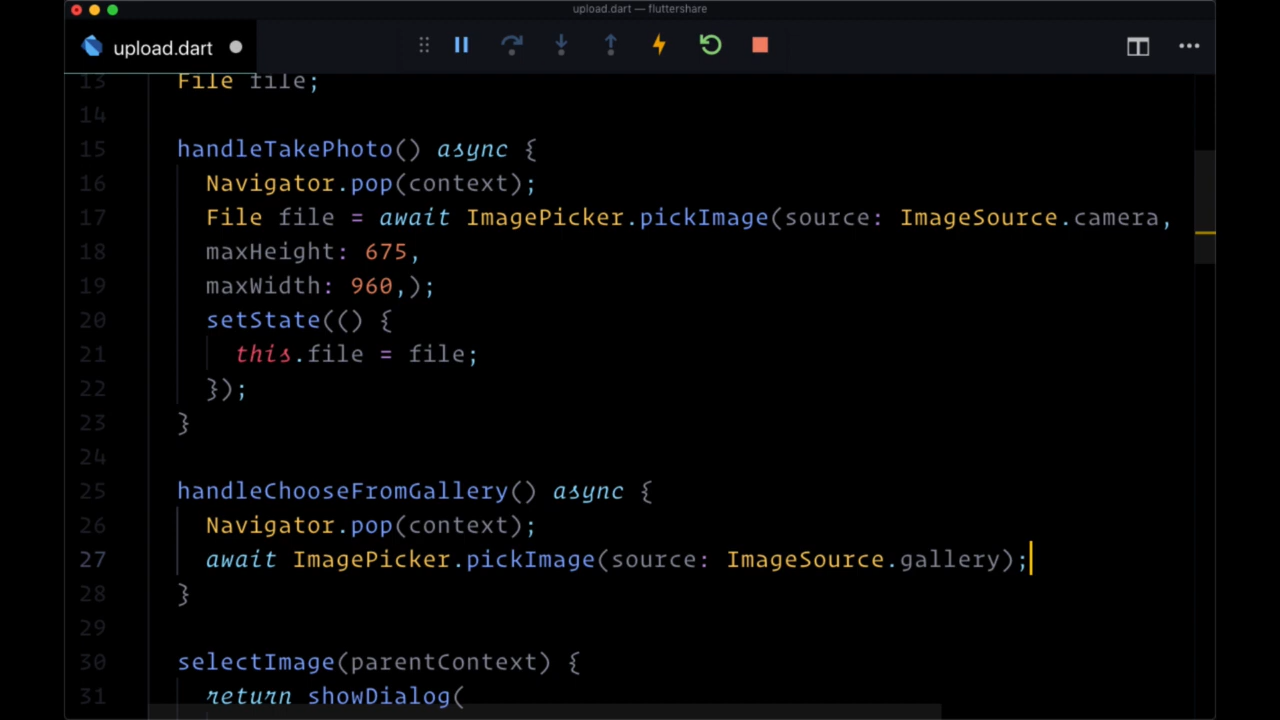 upload.dart — fluttershare
upload.dart
13 File file;
14
15 handleTakePhoto() async {
16 Navigator.pop(context);
17 File file = await ImagePicker.pickImage(source: ImageSource.camera,
18 maxHeight: 675,
19 maxWidth: 960,);
20 setState(() {
21 this.file = file;
22 });
23 }
24
25 handleChooseFromGallery() async {
26 Navigator.pop(context);
27 await ImagePicker.pickImage(source: ImageSource.gallery);
28 }
29
30 selectImage(parentContext) {
31 return showDialog(